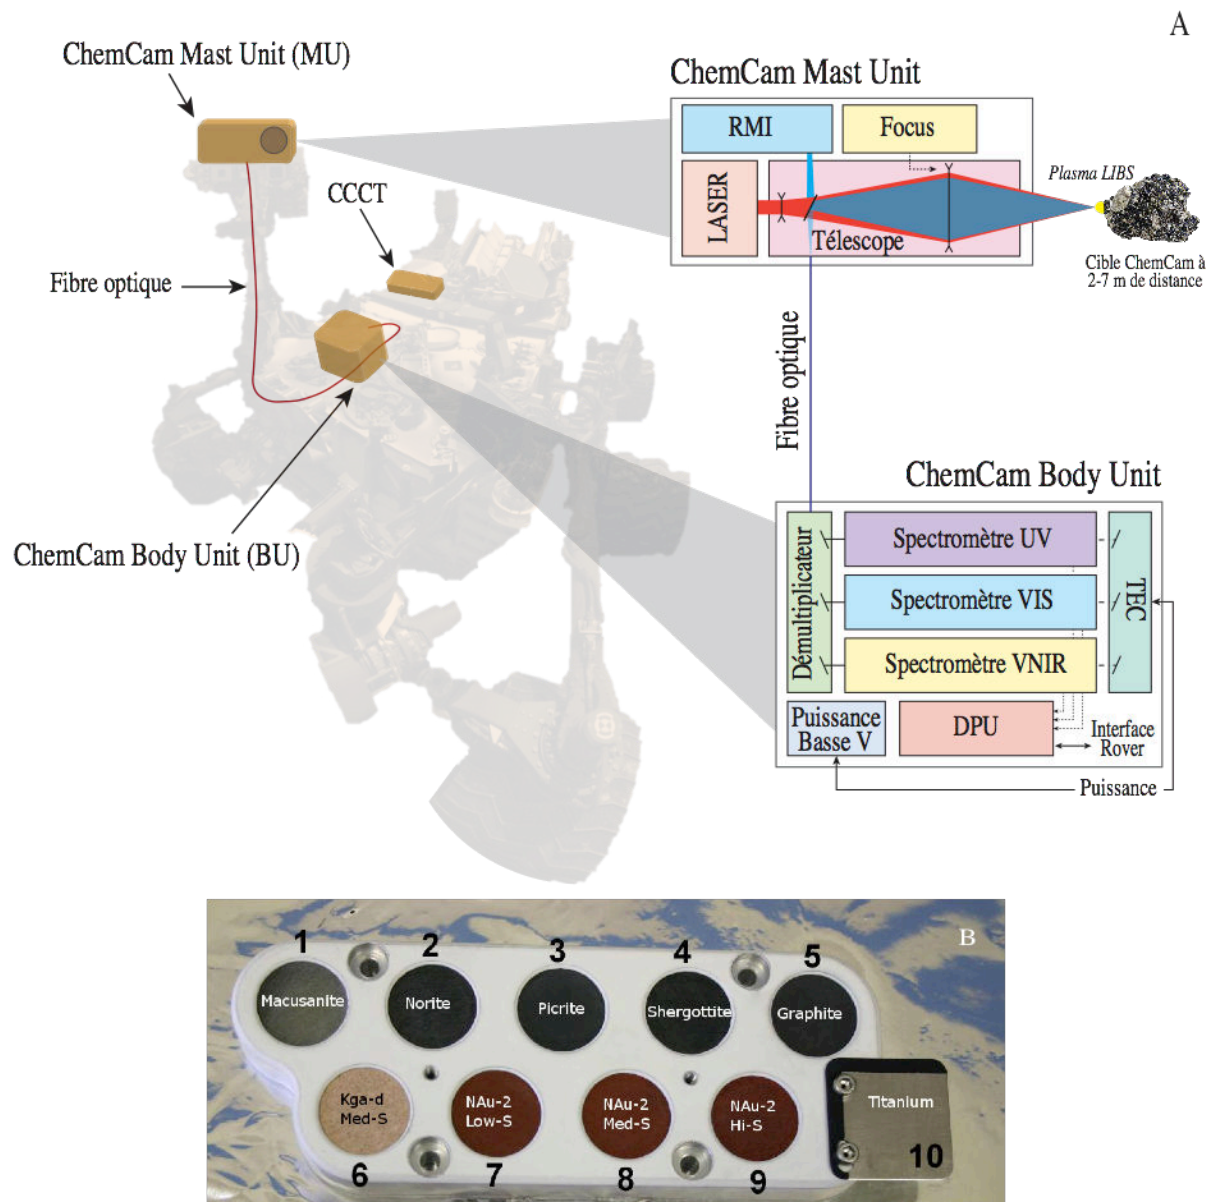 A
ChemCam Mast Unit (MU)
ChemCam Mast Unit
RMI
Focus
LASER
Télescope
Plasma LIBS
Cible ChemCam à
2-7 m de distance
CCCT
Fibre optique
Fibre optique
ChemCam Body Unit (BU)
ChemCam Body Unit
Démultiplicateur
Spectromètre UV
Spectromètre VIS
Spectromètre VNIR
TEC
Puissance
Basse V
DPU
Interface
Rover
Puissance
B
1
2
3
4
5
Macusanite
Norite
Picrite
Shergottite
Graphite
Kga-d
Med-S
NAu-2
Low-S
NAu-2
Med-S
NAu-2
Hi-S
Titanium
6
7
8
9
10